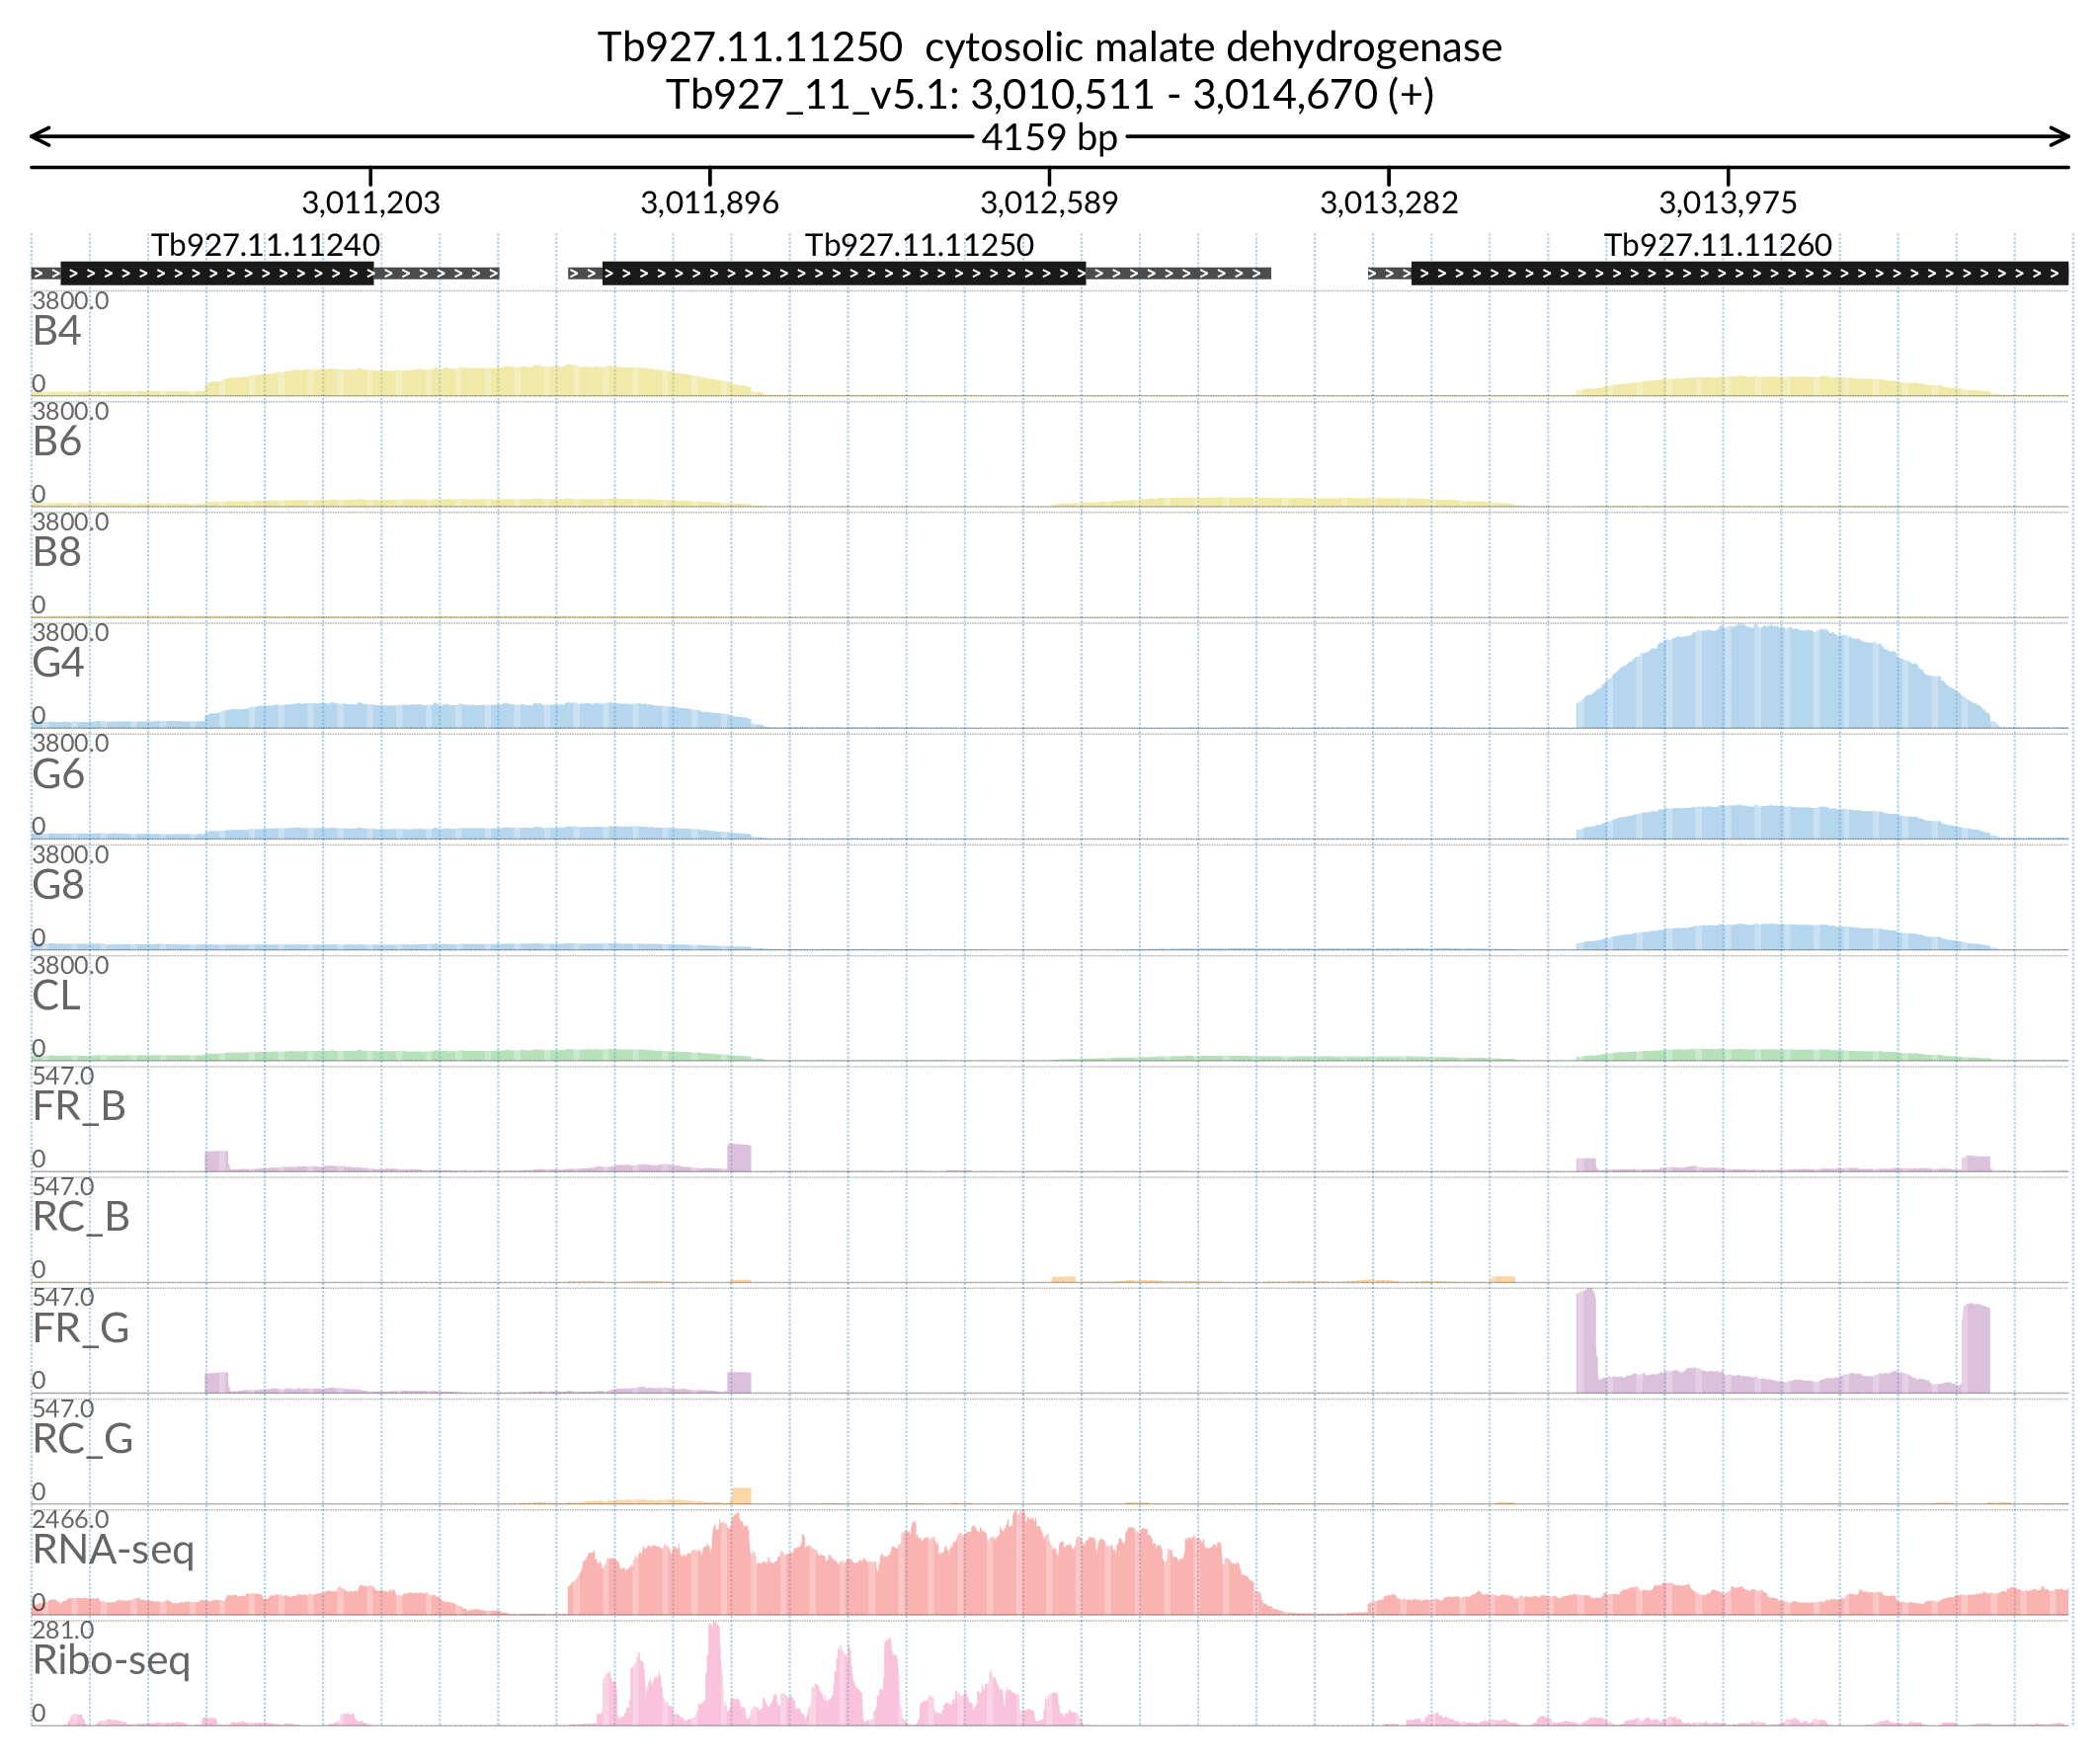 Tb927.11.11250 cytosolic malate dehydrogenase
Tb927_11_v5.1: 3,010,511 - 3,014,670 (+)
4159 bp
3,011,203 3,011,896 3,012,589 3,013,282 3,013,975
Tb927.11.11240 Tb927.11.11250 Tb927.11.11260
3800.0
B4
0
3800.0
B6
0
3800.0
B8
0
3800.0
G4
0
3800.0
G6
0
3800.0
G8
0
3800.0
CL
0
547.0
FR_B
0
547.0
RC_B
0
547.0
FR_G
0
547.0
RC_G
0
2466.0
RNA-seq
0
281.0
Ribo-seq
0